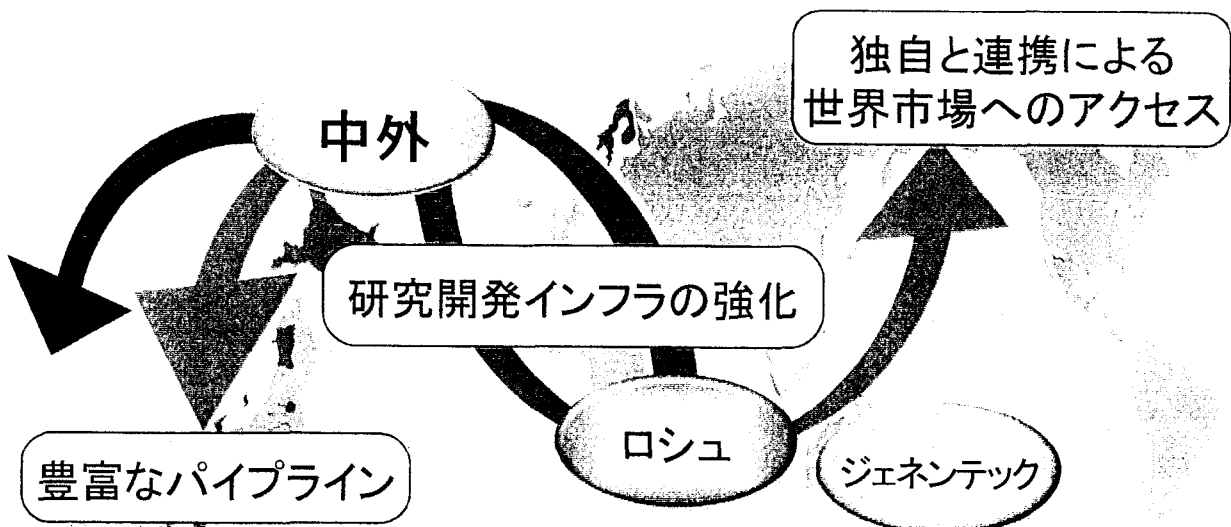 独自と連携による
世界市場へのアクセス
中外
研究開発インフラの強化
ロシュ
ジェネンテック
豊富なパイプライン